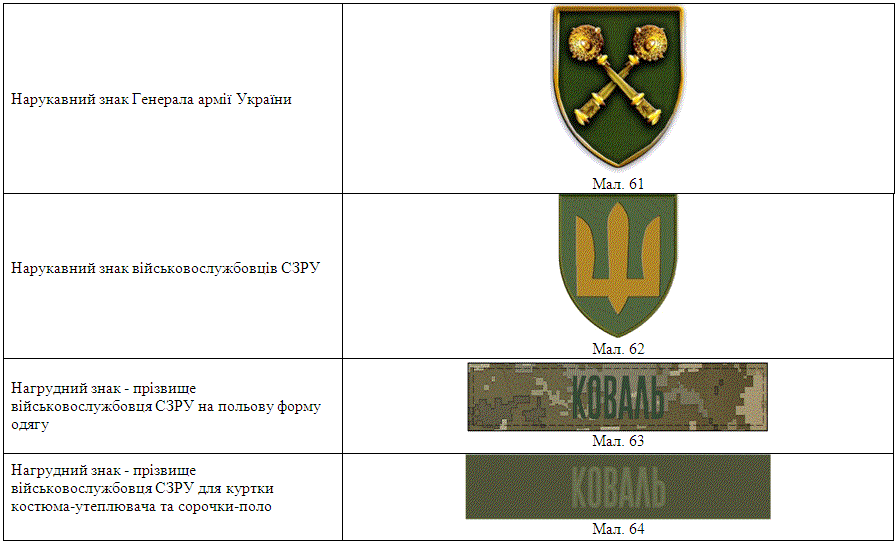 Нарукавний знак Генерала армії України
Мал. 61
Нарукавний знак військовослужбовців СЗРУ
Мал. 62
Нагрудний знак - прізвище
військовослужбовця СЗРУ на польову форму
одягу
КОВАЛЬ
Мал. 63
Нагрудний знак - прізвище
військовослужбовця СЗРУ для куртки
костюма-утеплювача та сорочки-поло
КОВАЛЬ
Мал. 64